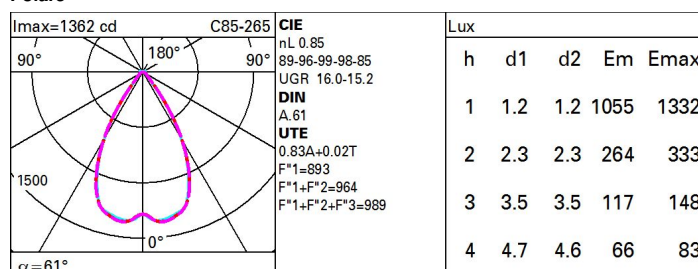 Imax=1362 cd C85-265
90° 180° 90°
1500
0°
α=61°
CIE
nL 0.85
89-96-99-98-85
UGR 16.0-15.2
DIN
A.61
UTE
0.83A+0.02T
F"1=893
F"1+F"2=964
F"1+F"2+F"3=989
Lux
h d1 d2 Em Emax
1 1.2 1.2 1055 1332
2 2.3 2.3 264 333
3 3.5 3.5 117 148
4 4.7 4.6 66 83